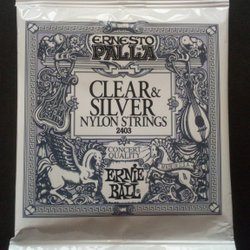 ERNESTO
PALLA
CLEAR &
SILVER
NYLON STRINGS
2403
CONCERT
QUALITY
ERNIE
BALL